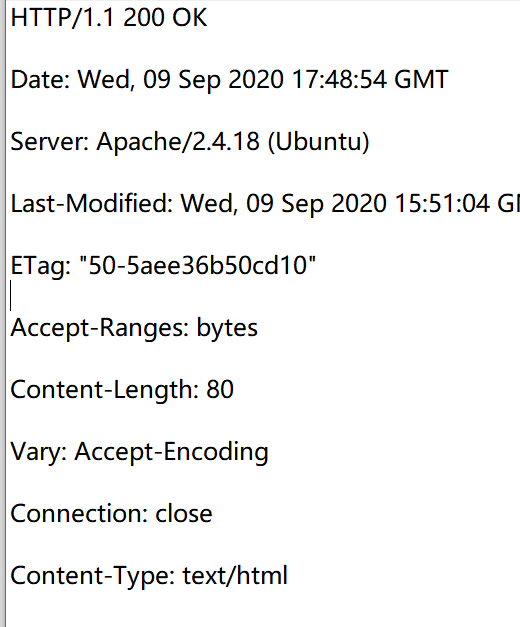 HTTP/1.1 200 OK
Date: Wed, 09 Sep 2020 17:48:54 GMT
Server: Apache/2.4.18 (Ubuntu)
Last-Modified: Wed, 09 Sep 2020 15:51:04 G
ETag: "50-5aee36b50cd10"
Accept-Ranges: bytes
Content-Length: 80
Vary: Accept-Encoding
Connection: close
Content-Type: text/html